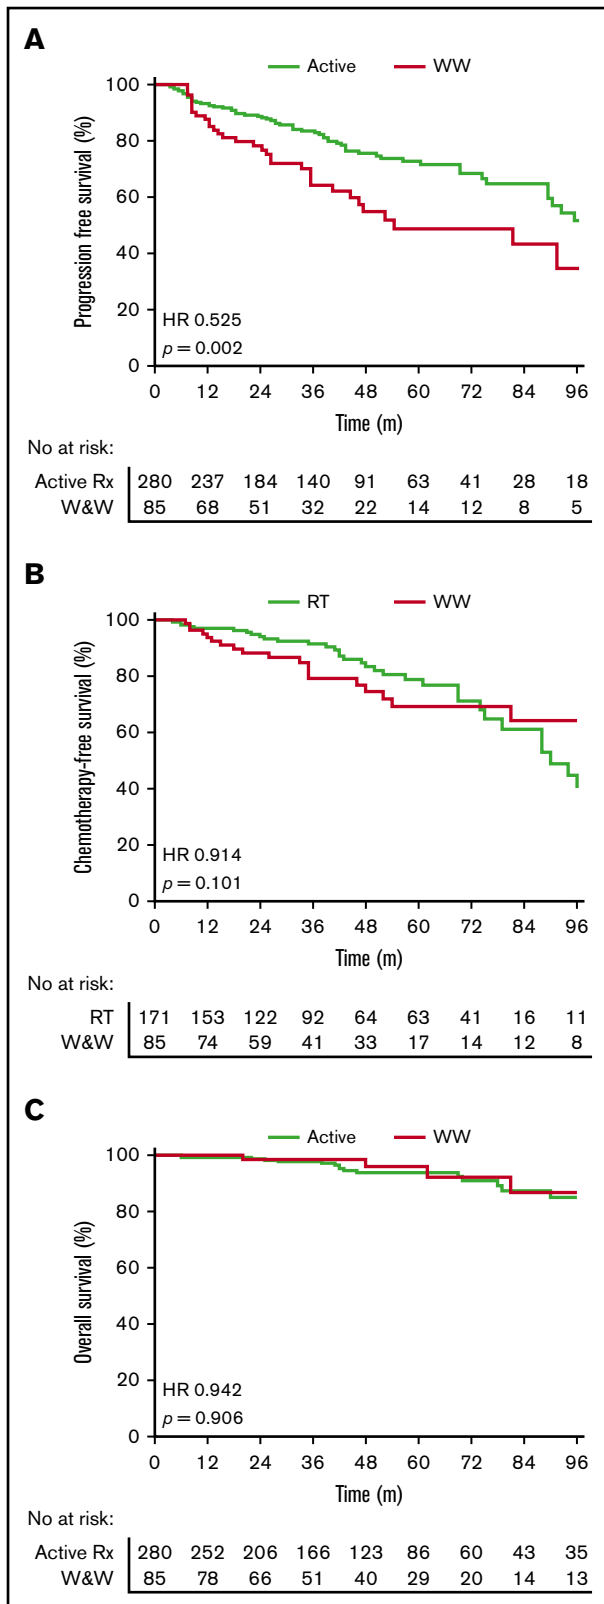 A
Active WW
Progression free survival (%)
100
80
60
40
20
0
HR 0.525
p = 0.002
0 12 24 36 48 60 72 84 96
Time (m)
No at risk:
Active Rx 280 237 184 140 91 63 41 28 18
W&W 85 68 51 32 22 14 12 8 5
B
RT WW
Chemotherapy-free survival (%)
100
80
60
40
20
0
HR 0.914
p = 0.101
0 12 24 36 48 60 72 84 96
Time (m)
No at risk:
RT 171 153 122 92 64 63 41 16 11
W&W 85 74 59 41 33 17 14 12 8
C
Active WW
Overall survival (%)
100
80
60
40
20
0
HR 0.942
p = 0.906
0 12 24 36 48 60 72 84 96
Time (m)
No at risk:
Active Rx 280 252 206 166 123 86 60 43 35
W&W 85 78 66 51 40 29 20 14 13